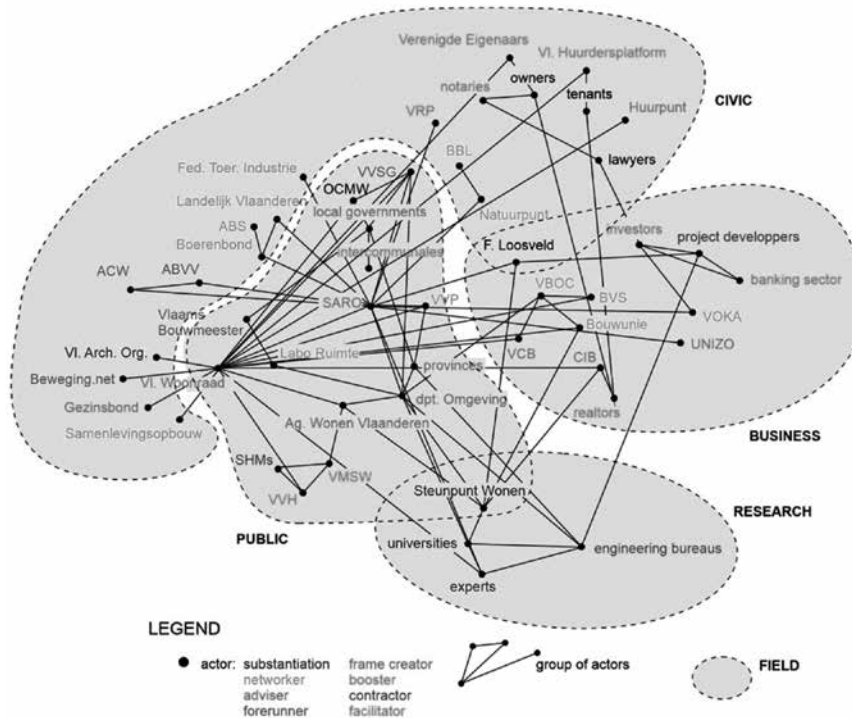 Verenigde Eigenaars
Vl. Huurdersplatform
owners
notaries
tenants
CIVIC
VRP
Huurpunt
BBL
lawyers
Fed. Toer. Industrie
VVSG
OCMW
Landelijk Vlaanderen
local governments
Natuurpunt
ABS
Boerenbond
investors
project developpers
intercommunales
F. Loosveld
ACW
ABVV
banking sector
VBOC
SARO
VVP
BVS
VOKA
Vlaams
Bouwmeester
Bouwunie
UNIZO
Vl. Arch. Org.
Labo Ruimte
VCB
CIB
Beweging.net
Vl. Woonraad
provinces
dpt. Omgeving
Gezinsbond
realtors
Ag. Wonen Vlaanderen
Samenlevingsopbouw
BUSINESS
SHMs
VMSW
Steunpunt Wonen
VVH
RESEARCH
PUBLIC
universities
engineering bureaus
experts
LEGEND
actor: substantiation frame creator
networker booster
adviser contractor
forerunner facilitator
group of actors
FIELD